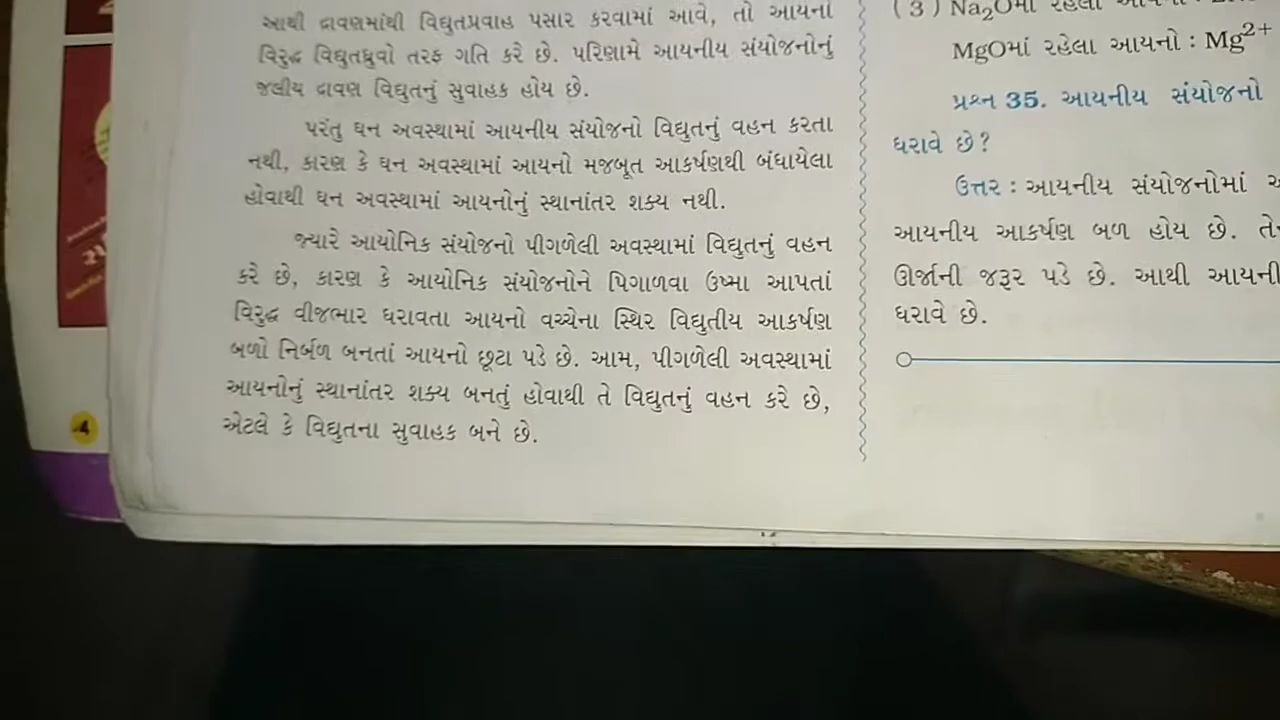 આથી દ્રાવણમાંથી વિદ્યુતપ્રવાહ પસાર કરવામાં આવે, તો આયનો
વિરુદ્ધ વિદ્યુતધ્રુવો તરફ ગતિ કરે છે. પરિણામે આયનીય સંયોજનોનું
જલીય દ્રાવણ વિદ્યુતનું સુવાહક હોય છે.
પરંતુ ઘન અવસ્થામાં આયનીય સંયોજનો વિદ્યુતનું વહન કરતા
નથી, કારણ કે ઘન અવસ્થામાં આયનો મજબૂત આકર્ષણથી બંધાયેલા
હોવાથી ઘન અવસ્થામાં આયનોનું સ્થાનાંતર શક્ય નથી.
જ્યારે આયોનિક સંયોજનો પીગળેલી અવસ્થામાં વિદ્યુતનું વહન
કરે છે, કારણ કે આયોનિક સંયોજનોને પિગાળવા ઉષ્મા આપતાં
વિરુદ્ધ વીજભાર ધરાવતા આયનો વચ્ચેના સ્થિર વિદ્યુતીય આકર્ષણ
બળો નિર્બળ બનતાં આયનો છૂટા પડે છે. આમ, પીગળેલી અવસ્થામાં
આયનોનું સ્થાનાંતર શક્ય બનતું હોવાથી તે વિદ્યુતનું વહન કરે છે,
એટલે કે વિદ્યુતના સુવાહક બને છે.
(3) Na₂Oમાં રહેલા
MgOમાં રહેલા આયનો : Mg²⁺
પ્રશ્ન 35. આયનીય સંયોજનો
ધરાવે છે?
ઉત્તર : આયનીય સંયોજનોમાં
આયનીય આકર્ષણ બળ હોય છે.
ઊર્જાની જરૂર પડે છે. આથી
ધરાવે છે.
4